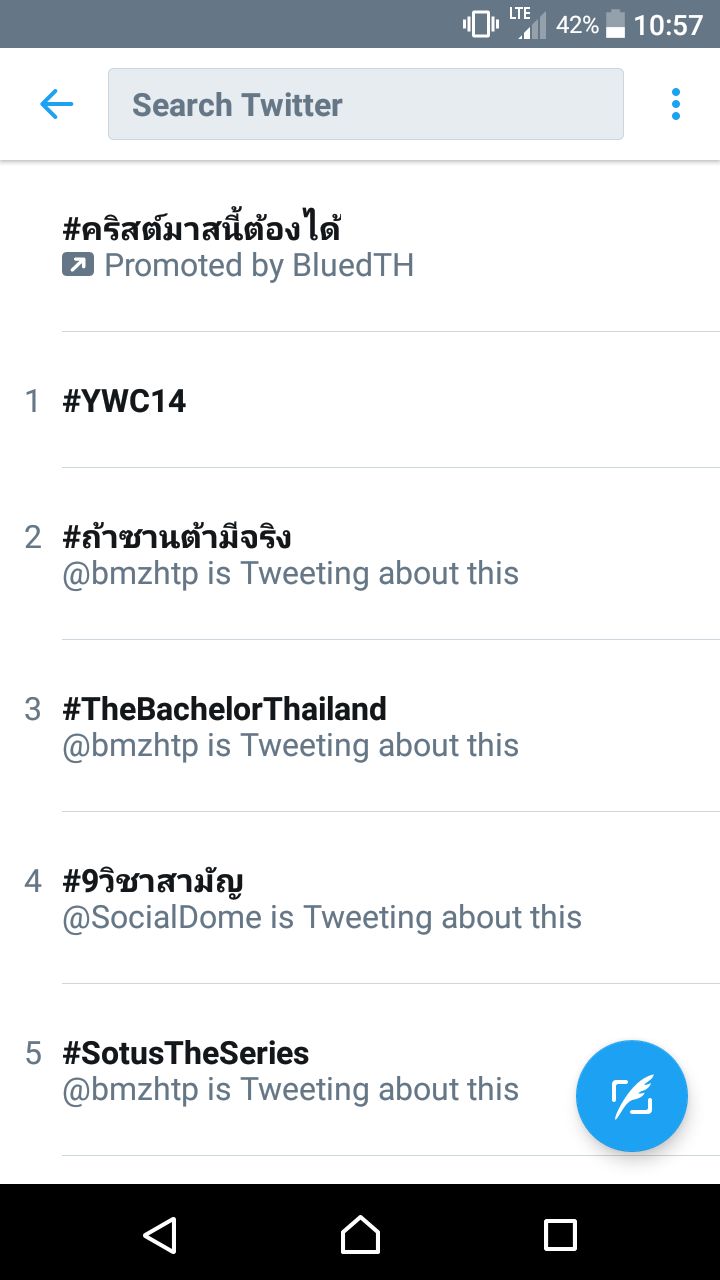 LTE 42% 10:57
Search Twitter
#คริสต์มาสนี้ต้องได้
Promoted by BluedTH
1 #YWC14
2 #ถ้าซานต้ามีจริง
@bmzhtp is Tweeting about this
3 #TheBachelorThailand
@bmzhtp is Tweeting about this
4 #9วิชาสามัญ
@SocialDome is Tweeting about this
5 #SotusTheSeries
@bmzhtp is Tweeting about this